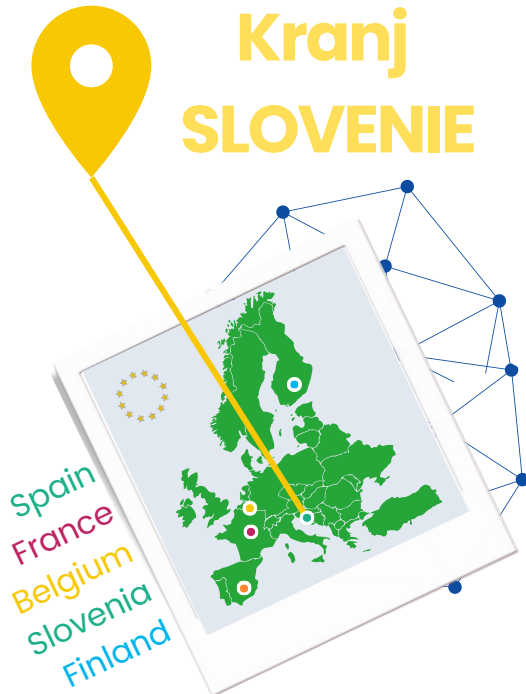 Kranj
SLOVENIE
Spain
France
Belgium
Slovenia
Finland